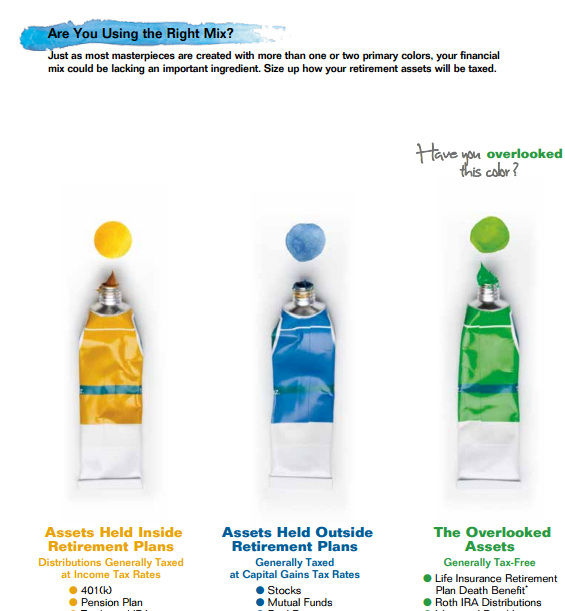 Are You Using the Right Mix?
Just as most masterpieces are created with more than one or two primary colors, your financial
mix could be lacking an important ingredient. Size up how your retirement assets will be taxed.
Have you overlooked
this color?
Assets Held Inside
Retirement Plans
Distributions Generally Taxed
at Income Tax Rates
401(k)
Pension Plan
Assets Held Outside
Retirement Plans
Generally Taxed
at Capital Gains Tax Rates
Stocks
Mutual Funds
The Overlooked
Assets
Generally Tax-Free
Life Insurance Retirement
Plan Death Benefit*
Roth IRA Distributions